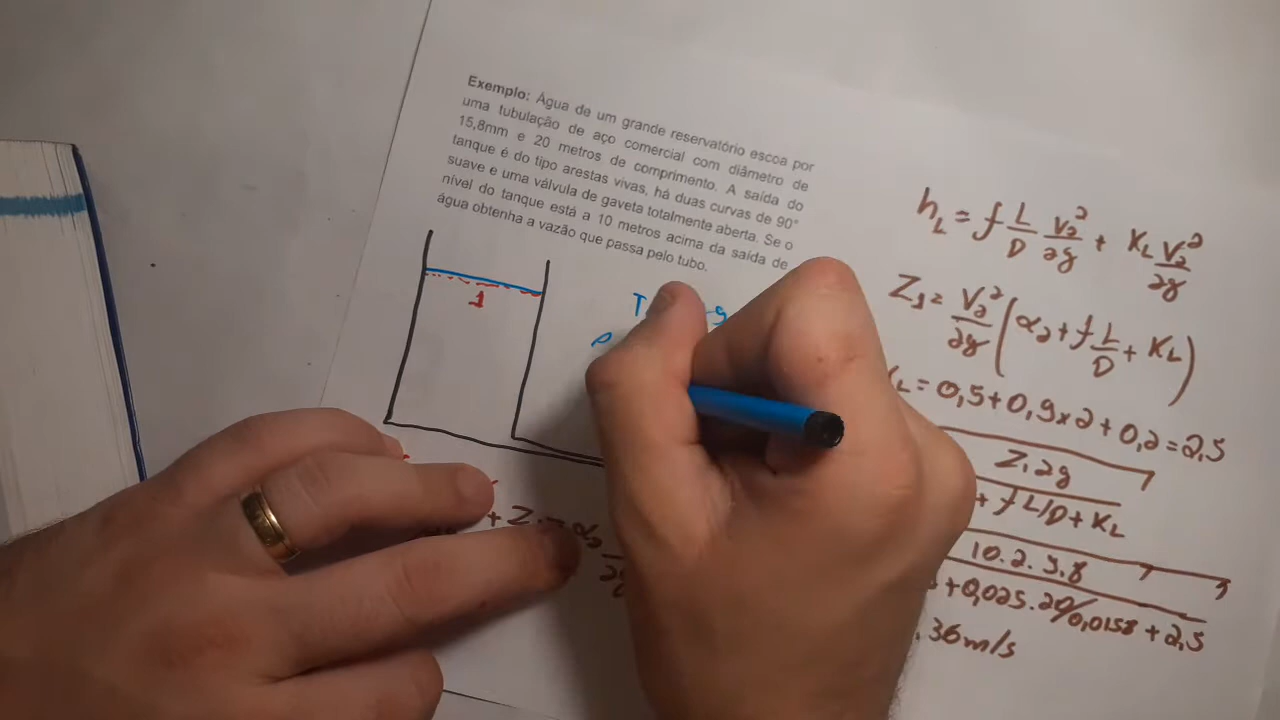 Exemplo: Água de um grande reservatório escoa por
uma tubulação de aço comercial com diâmetro de
15,8mm e 20 metros de comprimento. A saída do
tanque é do tipo arestas vivas, há duas curvas de 90°
suave e uma válvula de gaveta totalmente aberta. Se o
nível do tanque está a 10 metros acima da saída de
água obtenha a vazão que passa pelo tubo.
1
T
ρ
h_L = f L/D V₂²/2g + K_L V₂²/2g
Z₁ = V₂²/2g (α₂ + f L/D + K_L)
L = 0,5+0,9x2+0,2=2,5
Z₁2g
+ f L/D + K_L
10.2.9,8
+0,025.20/0,0158+2,5
36m/s
+ Z₁ = α₂
2g